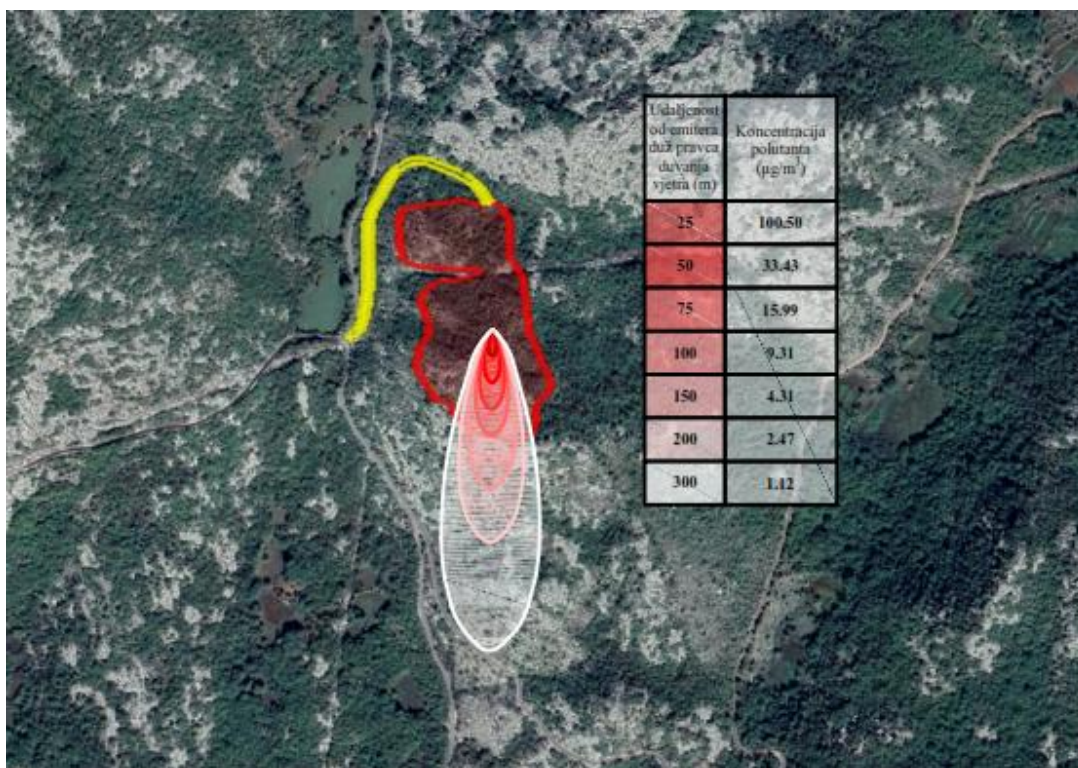 Udaljenost
od emitera
duž pravca
duvanja
vjetra (m)
Koncentracija
polutanta
(µg/m³)
25 100.50
50 33.43
75 15.99
100 9.31
150 4.31
200 2.47
300 1.12